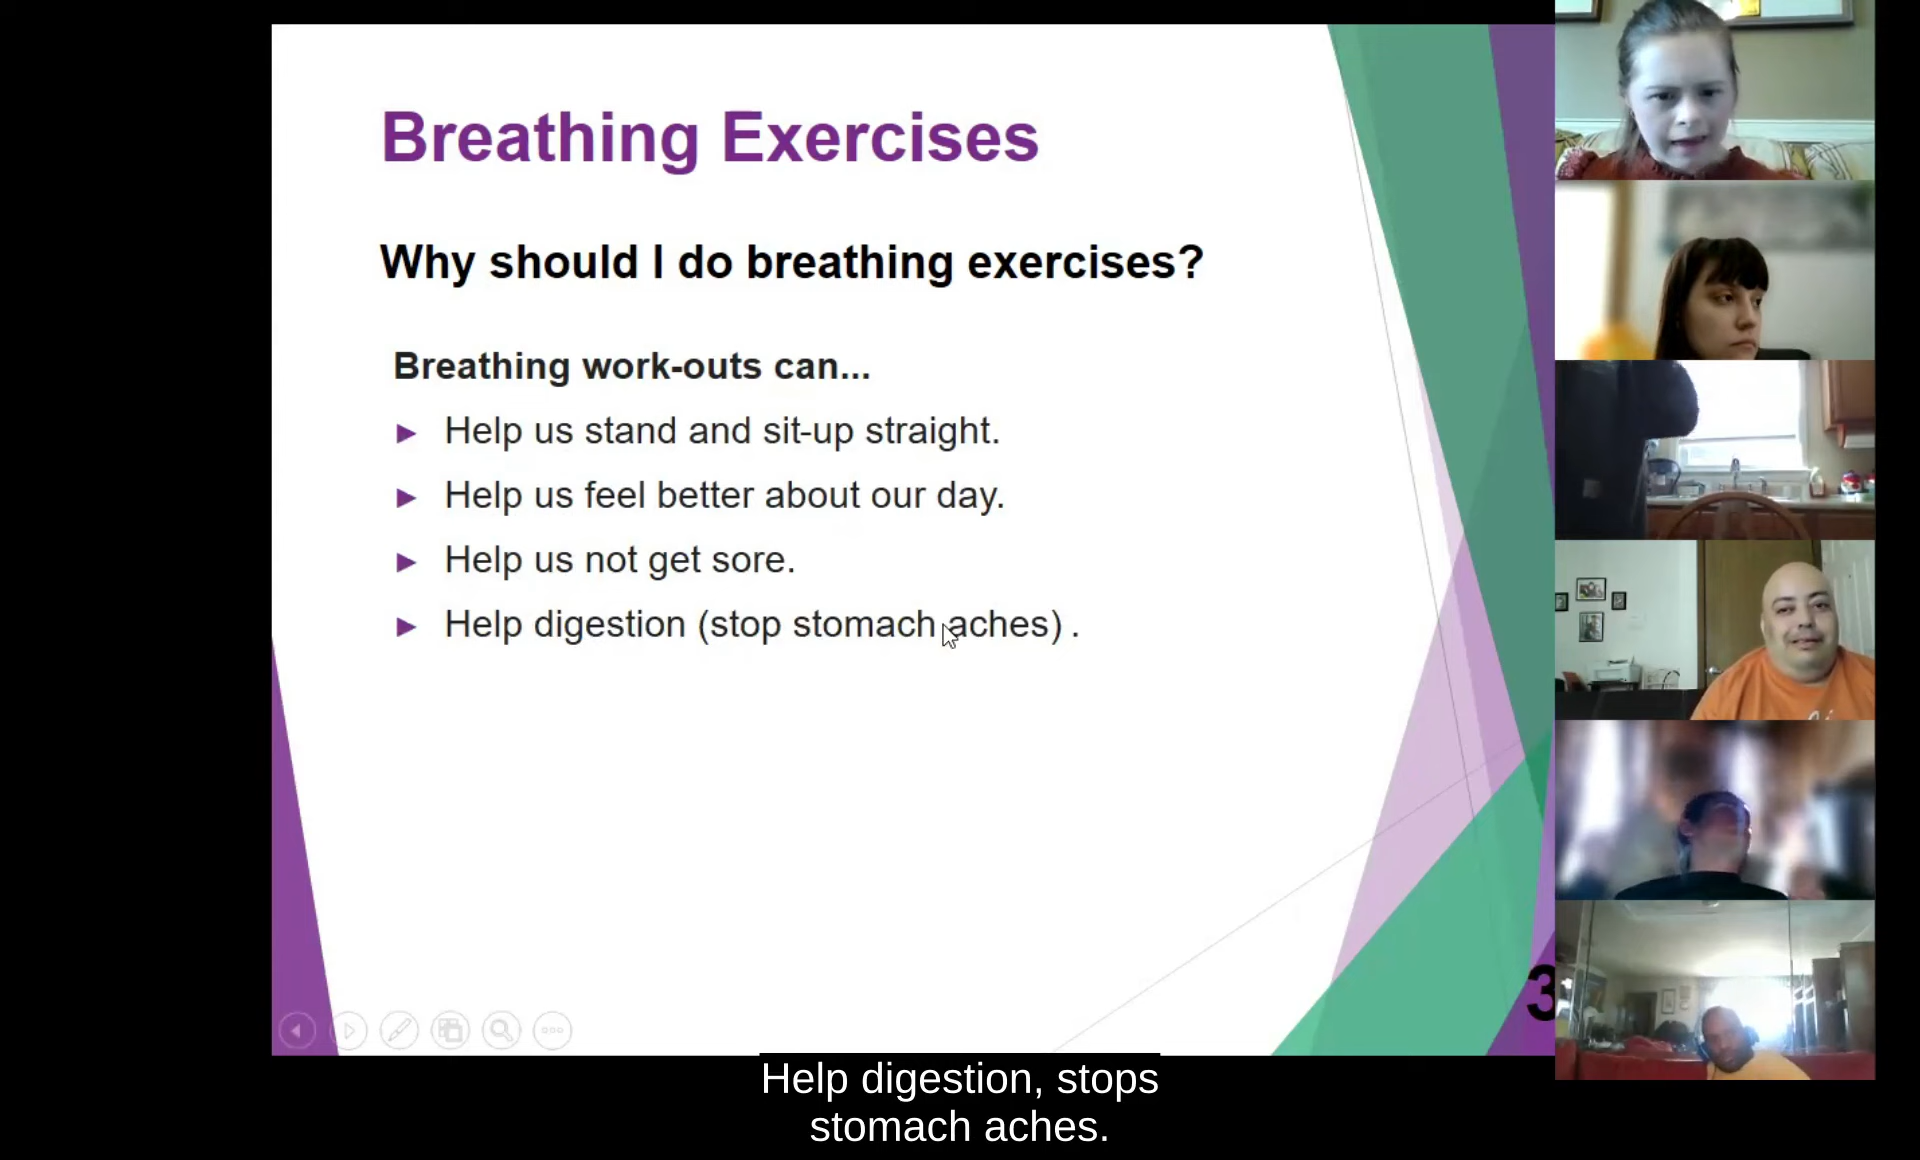 Breathing Exercises
Why should I do breathing exercises?
Breathing work-outs can...
► Help us stand and sit-up straight.
► Help us feel better about our day.
► Help us not get sore.
► Help digestion (stop stomach aches) .
3
Help digestion, stops
stomach aches.